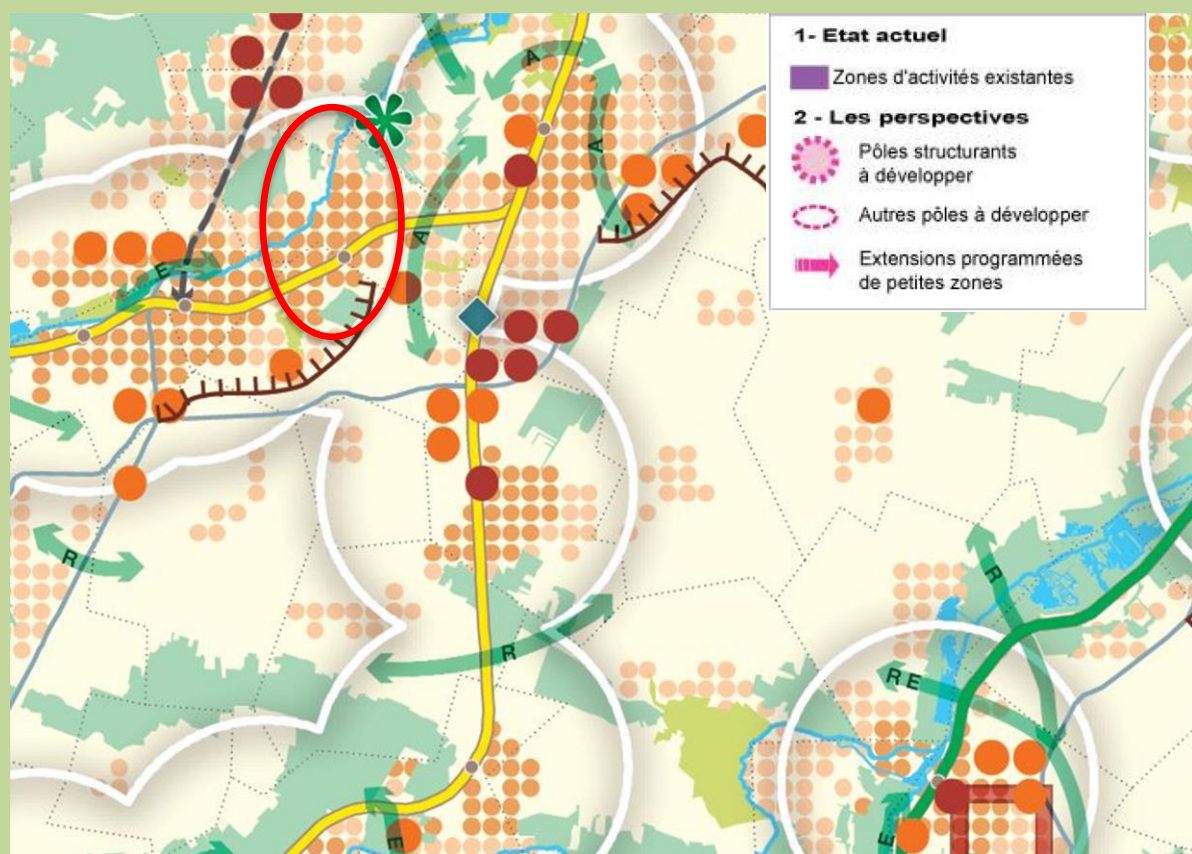 1- Etat actuel
Zones d'activités existantes
2 - Les perspectives
Pôles structurants
à développer
Autres pôles à développer
Extensions programmées
de petites zones
A
A
A
E
R
R
R
R E
E
E